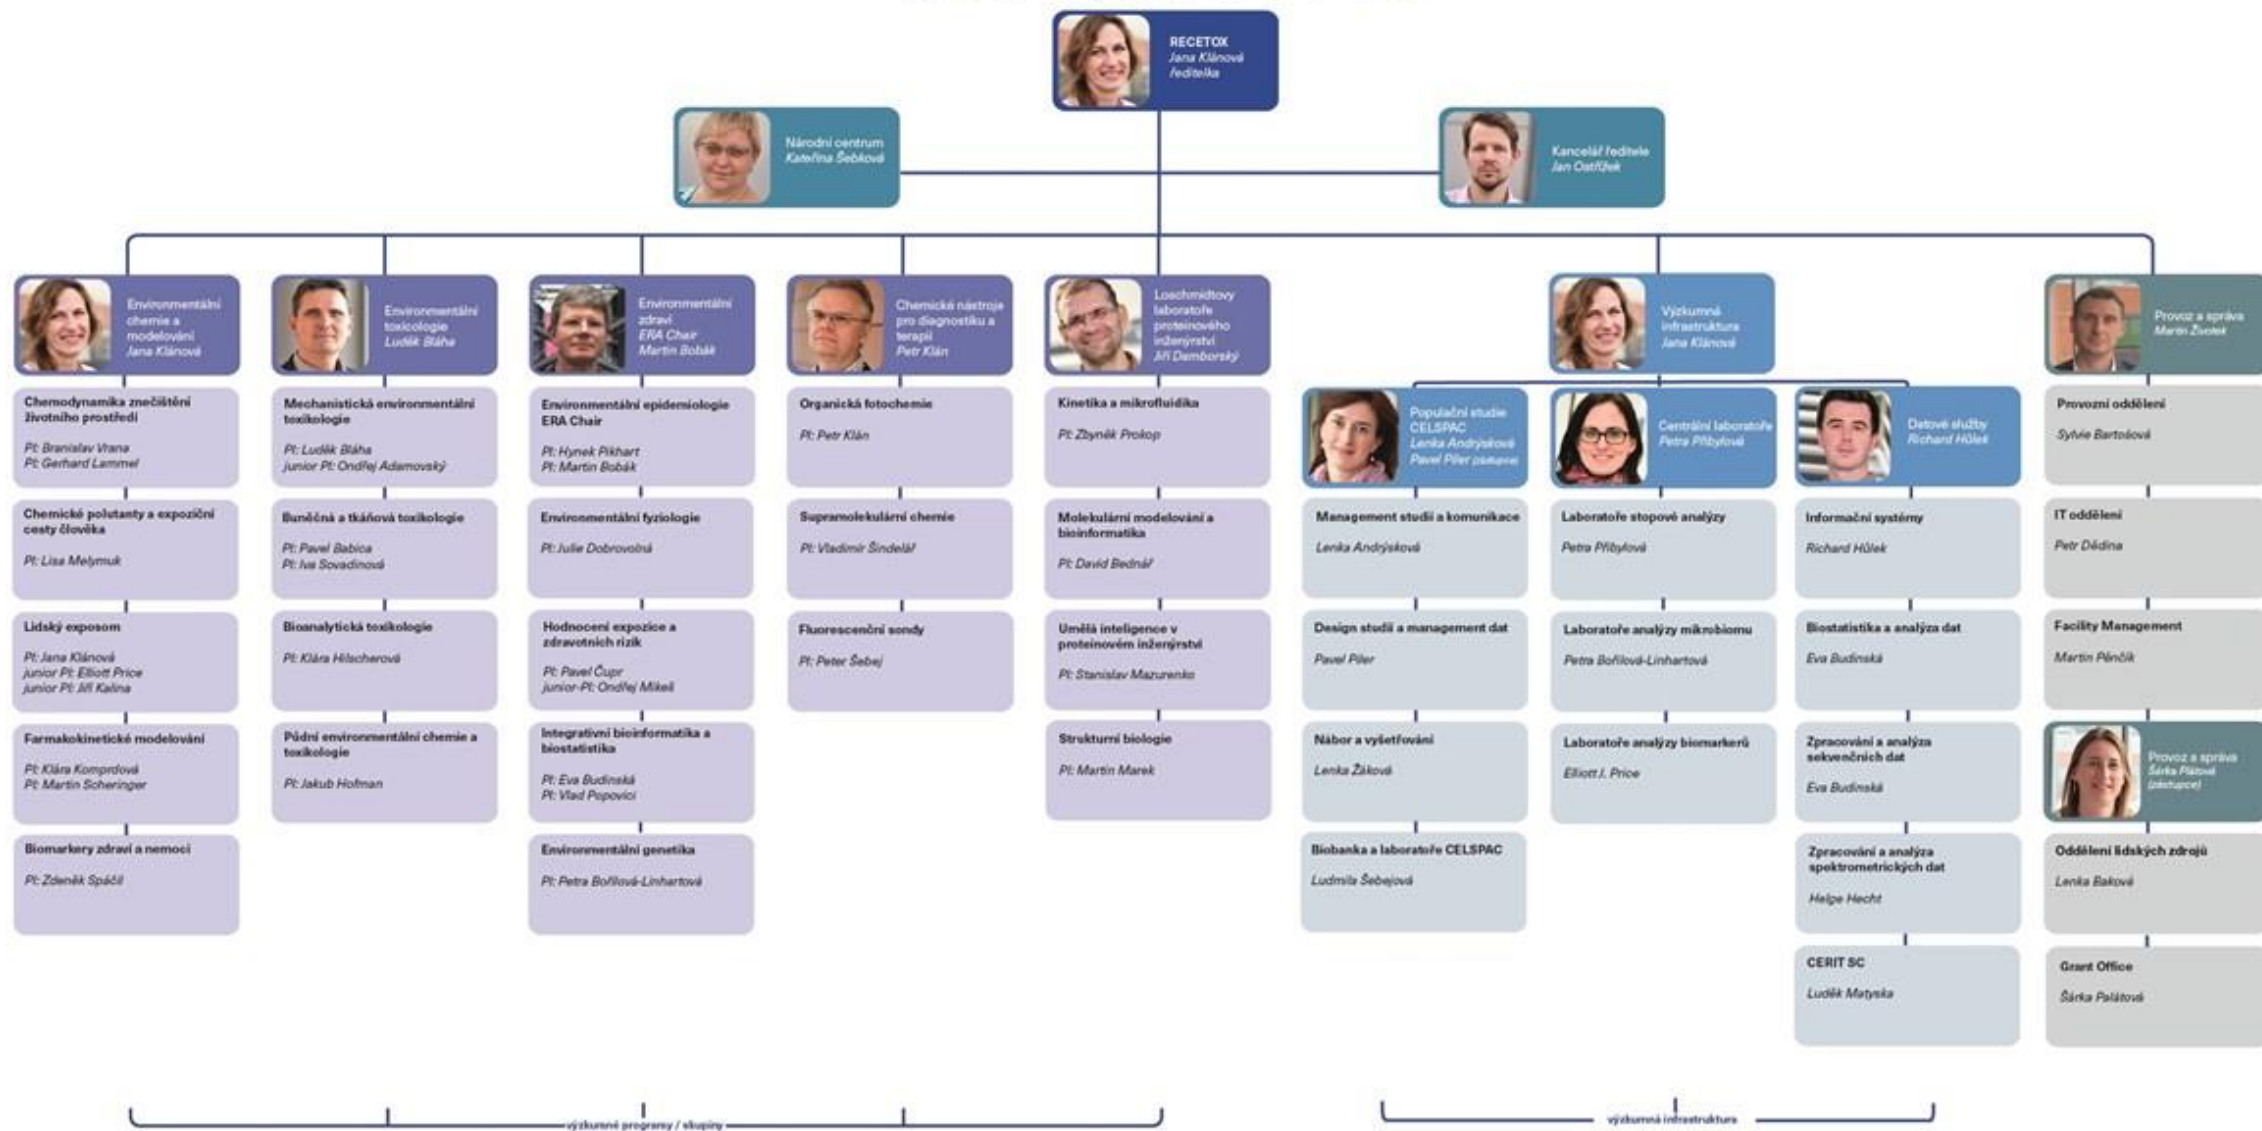 RECETOX
Jana Klánová
ředitelka
Národní centrum
Kateřina Šebková
Kancelář ředitele
Jan Ostřížek
Environmentální
chemie a
modelování
Jana Klánová
Chemodynamika znečištění
životního prostředí
PI: Branislav Vrana
PI: Gerhard Lammel
Chemické polutanty a expoziční
cesty člověka
PI: Lisa Melymuk
Lidský exposom
PI: Jana Klánová
junior PI: Elliott Price
junior PI: Jiří Kalina
Farmakokinetické modelování
PI: Klára Komprdová
PI: Martin Scheringer
Biomarkery zdraví a nemoci
PI: Zdeněk Spáčil
Environmentální
toxicologie
Luděk Bláha
Mechanistická environmentální
toxikologie
PI: Luděk Bláha
junior PI: Ondřej Adamovský
Buněčná a tkáňová toxikologie
PI: Pavel Babica
PI: Iva Sovadinová
Bioanalytická toxikologie
PI: Klára Hilscherová
Půdní environmentální chemie a
toxikologie
PI: Jakub Hofman
Environmentální
zdraví
ERA Chair
Martin Bobák
Environmentální epidemiologie
ERA Chair
PI: Hynek Pikhart
PI: Martin Bobák
Environmentální fyziologie
PI: Julie Dobrovolná
Hodnocení expozice a
zdravotních rizik
PI: Pavel Čupr
junior-PI: Ondřej Mikeš
Integrativní bioinformatika a
biostatistika
PI: Eva Budinská
PI: Vlad Popovici
Environmentální genetika
PI: Petra Bořilová-Linhartová
Chemické nástroje
pro diagnostiku a
terapii
Petr Klán
Organická fotochemie
PI: Petr Klán
Supramolekulární chemie
PI: Vladimír Šindelář
Fluorescenční sondy
PI: Peter Šebej
Loschmidtovy
laboratoře
proteinového
inženýrství
Jiří Damborský
Kinetika a mikrofluidika
PI: Zbyněk Prokop
Molekulární modelování a
bioinformatika
PI: David Bednář
Umělá inteligence v
proteinovém inženýrství
PI: Stanislav Mazurenko
Strukturní biologie
PI: Martin Marek
Výzkumná
infrastruktura
Jana Klánová
Populační studie
CELSPAC
Lenka Andrýsková
Pavel Piler (zástupce)
Management studií a komunikace
Lenka Andrýsková
Design studií a management dat
Pavel Piler
Nábor a vyšetřování
Lenka Žáková
Biobanka a laboratoře CELSPAC
Ludmila Šebejová
Centrální laboratoře
Petra Přibylová
Laboratoře stopové analýzy
Petra Přibylová
Laboratoře analýzy mikrobiomu
Petra Bořilová-Linhartová
Laboratoře analýzy biomarkerů
Elliott J. Price
Datové služby
Richard Hůlek
Informační systémy
Richard Hůlek
Biostatistika a analýza dat
Eva Budinská
Zpracování a analýza
sekvenčních dat
Eva Budinská
Zpracování a analýza
spektrometrických dat
Helge Hecht
CERIT SC
Luděk Matyska
Provoz a správa
Martin Životek
Provozní oddělení
Sylvie Bartošová
IT oddělení
Petr Dědina
Facility Management
Martin Pěnčík
Provoz a správa
Šárka Plátová
(zástupce)
Oddělení lidských zdrojů
Lenka Baková
Grant Office
Šárka Palátová
výzkumné programy / skupiny
výzkumná infrastruktura